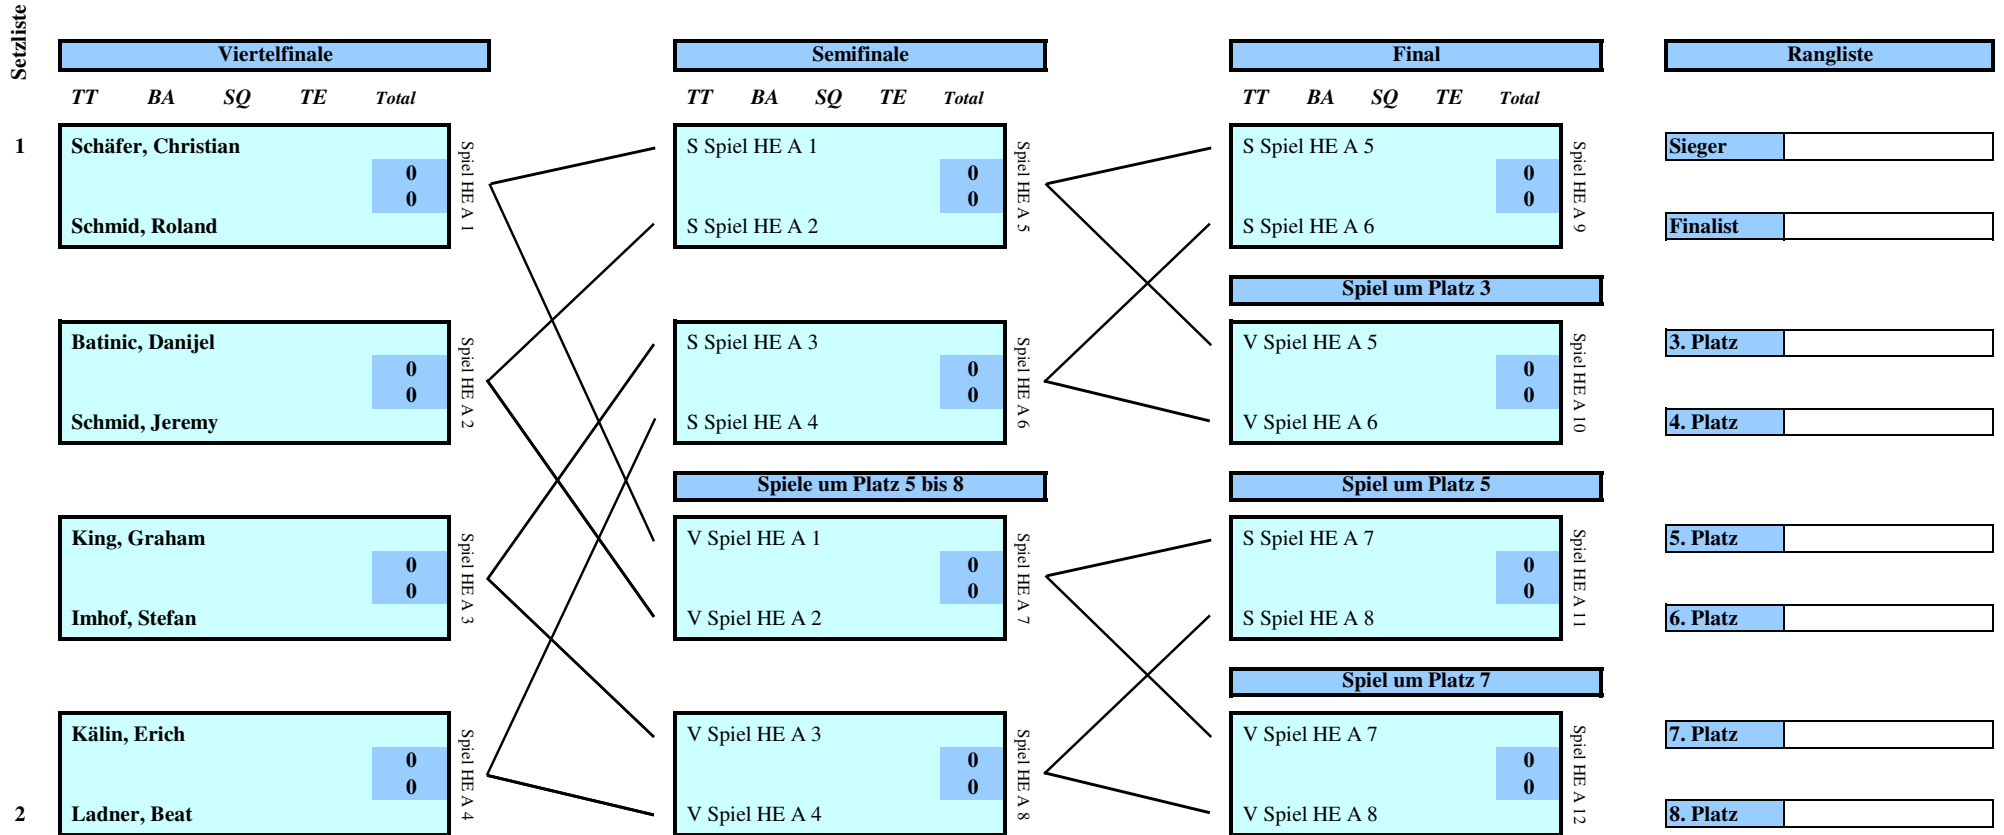 Setzliste
Viertelfinale Semifinale Final Rangliste
TT BA SQ TE Total TT BA SQ TE Total TT BA SQ TE Total
1 Schäfer, Christian S Spiel HE A 1 S Spiel HE A 5 Sieger
0 0 0
0 0 0
Schmid, Roland S Spiel HE A 2 S Spiel HE A 6 Finalist
Spiel HE A 1
Spiel HE A 5
Spiel HE A 9
Spiel um Platz 3
Batinic, Danijel S Spiel HE A 3 V Spiel HE A 5 3. Platz
0 0 0
0 0 0
Schmid, Jeremy S Spiel HE A 4 V Spiel HE A 6 4. Platz
Spiel HE A 2
Spiel HE A 6
Spiel HE A 10
Spiele um Platz 5 bis 8 Spiel um Platz 5
King, Graham V Spiel HE A 1 S Spiel HE A 7 5. Platz
0 0 0
0 0 0
Imhof, Stefan V Spiel HE A 2 S Spiel HE A 8 6. Platz
Spiel HE A 3
Spiel HE A 7
Spiel HE A 11
Spiel um Platz 7
Kälin, Erich V Spiel HE A 3 V Spiel HE A 7 7. Platz
0 0 0
0 0 0
2 Ladner, Beat V Spiel HE A 4 V Spiel HE A 8 8. Platz
Spiel HE A 4
Spiel HE A 8
Spiel HE A 12